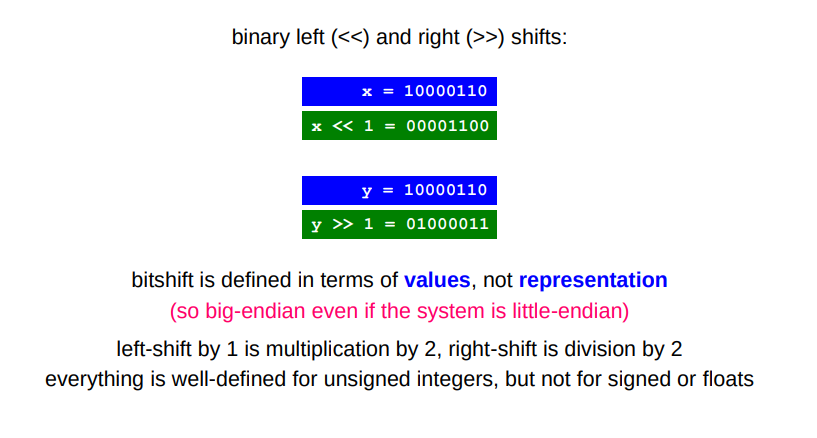 binary left (<<) and right (>>) shifts:
x = 10000110
x << 1 = 00001100
y = 10000110
y >> 1 = 01000011
bitshift is defined in terms of values, not representation
(so big-endian even if the system is little-endian)
left-shift by 1 is multiplication by 2, right-shift is division by 2
everything is well-defined for unsigned integers, but not for signed or floats